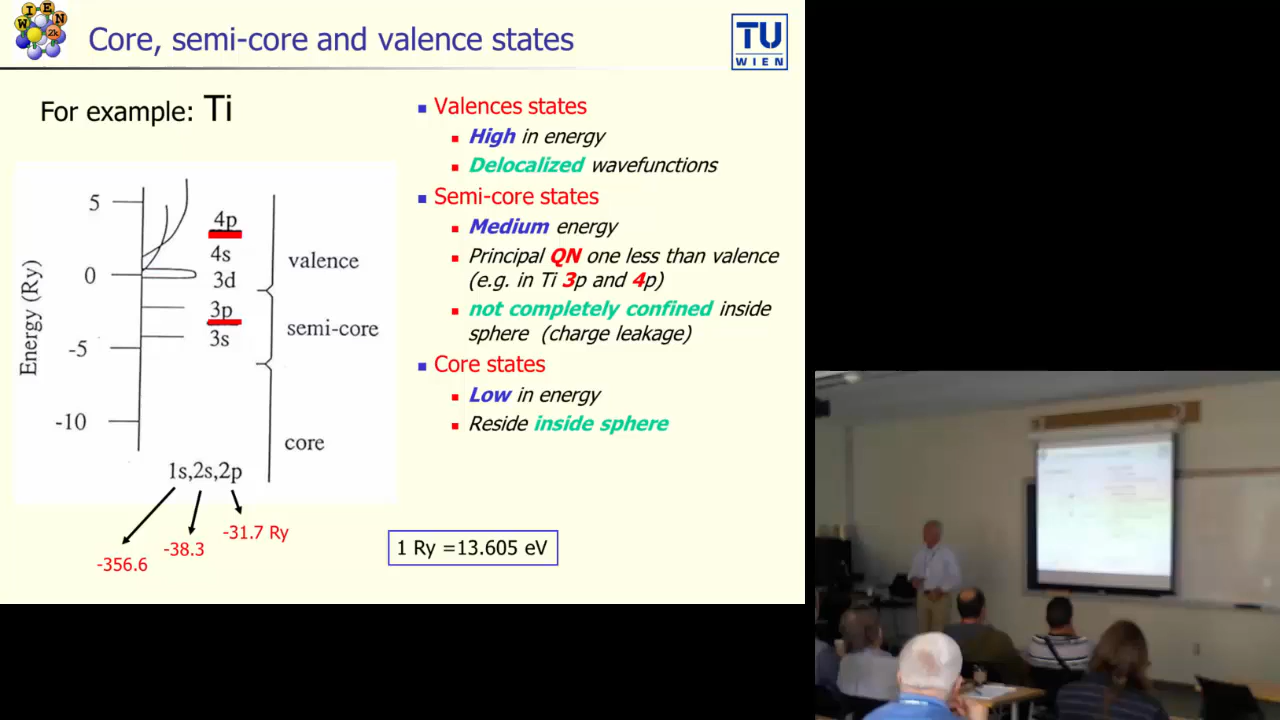 WIEN
2k
Core, semi-core and valence states
TU
WIEN
For example: Ti
Energy (Ry)
5
0
-5
-10
4p
4s
3d
3p
3s
valence
semi-core
core
1s,2s,2p
-356.6
-38.3
-31.7 Ry
Valences states
High in energy
Delocalized wavefunctions
Semi-core states
Medium energy
Principal QN one less than valence
(e.g. in Ti 3p and 4p)
not completely confined inside
sphere (charge leakage)
Core states
Low in energy
Reside inside sphere
1 Ry =13.605 eV